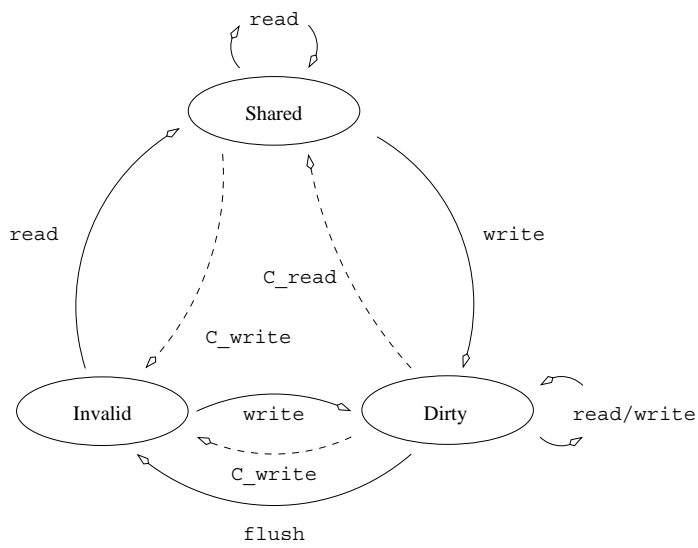 read
Shared
read
write
C_read
C_write
Invalid
write
Dirty
read/write
C_write
flush